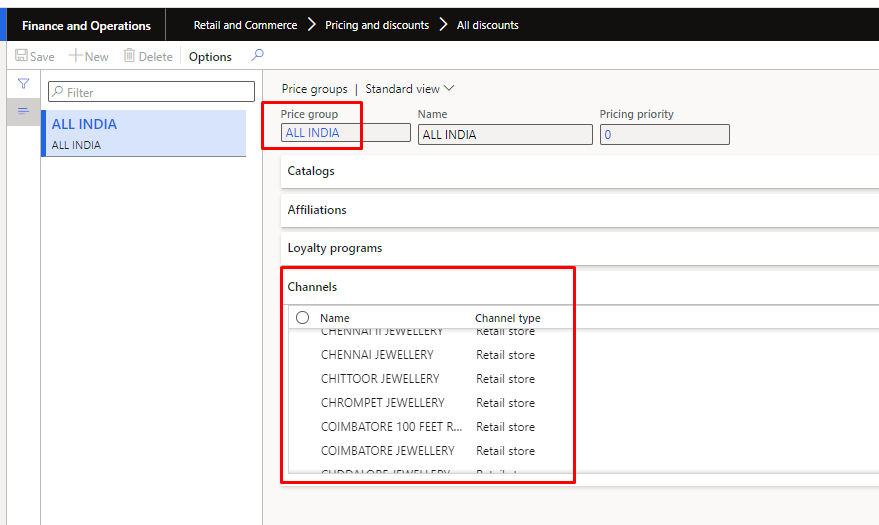 Finance and Operations
Retail and Commerce > Pricing and discounts > All discounts
Save New Delete Options
Filter
ALL INDIA
ALL INDIA
Price groups | Standard view
Price group Name Pricing priority
ALL INDIA ALL INDIA 0
Catalogs
Affiliations
Loyalty programs
Channels
Name Channel type
CHENNAI II JEWELLERY Retail store
CHENNAI JEWELLERY Retail store
CHITTOOR JEWELLERY Retail store
CHROMPET JEWELLERY Retail store
COIMBATORE 100 FEET R... Retail store
COIMBATORE JEWELLERY Retail store
CUDDALORE JEWELLERY Retail store